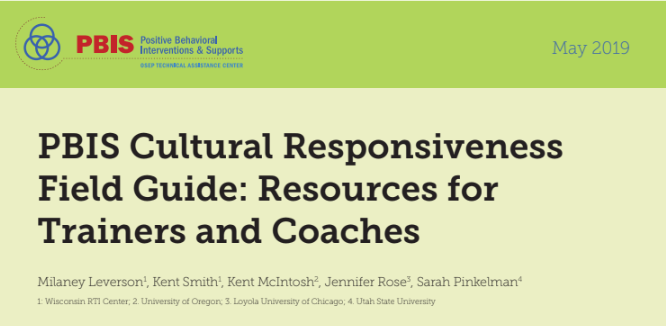 PBIS Positive Behavioral
Interventions & Supports
OSEP TECHNICAL ASSISTANCE CENTER
May 2019
PBIS Cultural Responsiveness
Field Guide: Resources for
Trainers and Coaches
Milaney Leverson¹, Kent Smith¹, Kent McIntosh², Jennifer Rose³, Sarah Pinkelman⁴
1: Wisconsin RTI Center; 2. University of Oregon; 3. Loyola University of Chicago; 4. Utah State University